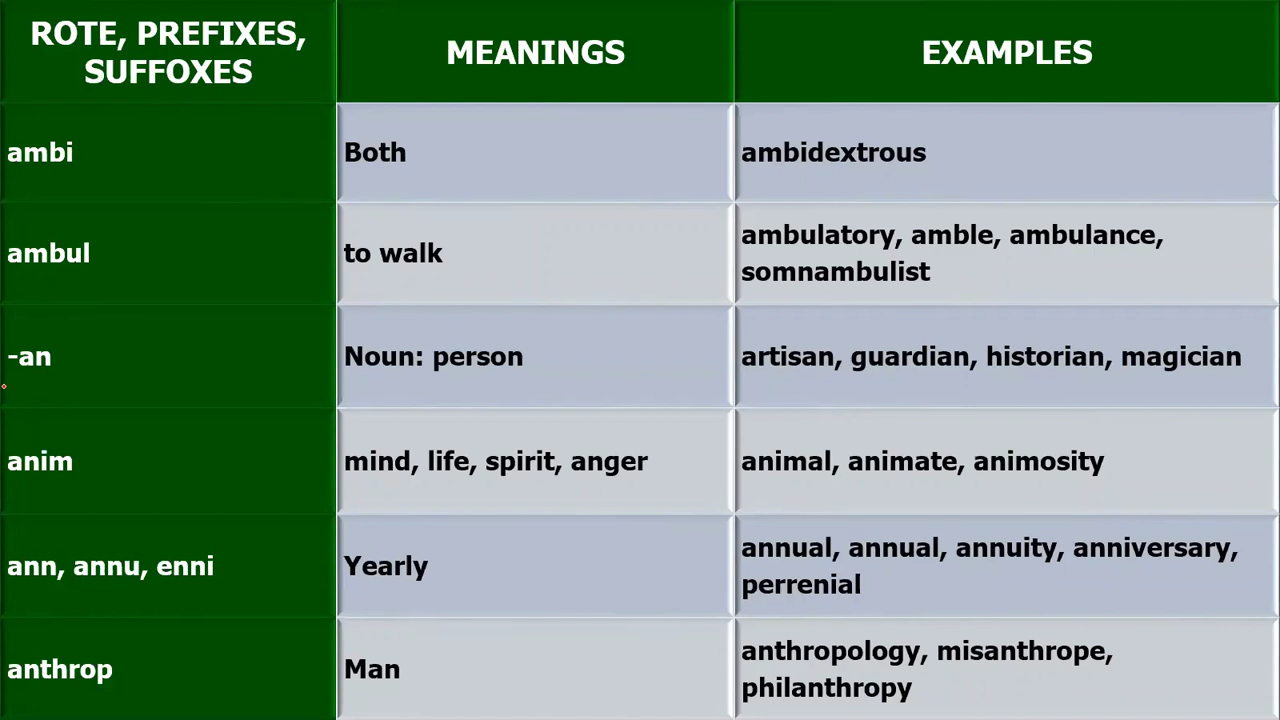 ROTE, PREFIXES,
SUFFOXES
MEANINGS
EXAMPLES
ambi
Both
ambidextrous
ambul
to walk
ambulatory, amble, ambulance,
somnambulist
-an
Noun: person
artisan, guardian, historian, magician
anim
mind, life, spirit, anger
animal, animate, animosity
ann, annu, enni
Yearly
annual, annual, annuity, anniversary,
perrenial
anthrop
Man
anthropology, misanthrope,
philanthropy